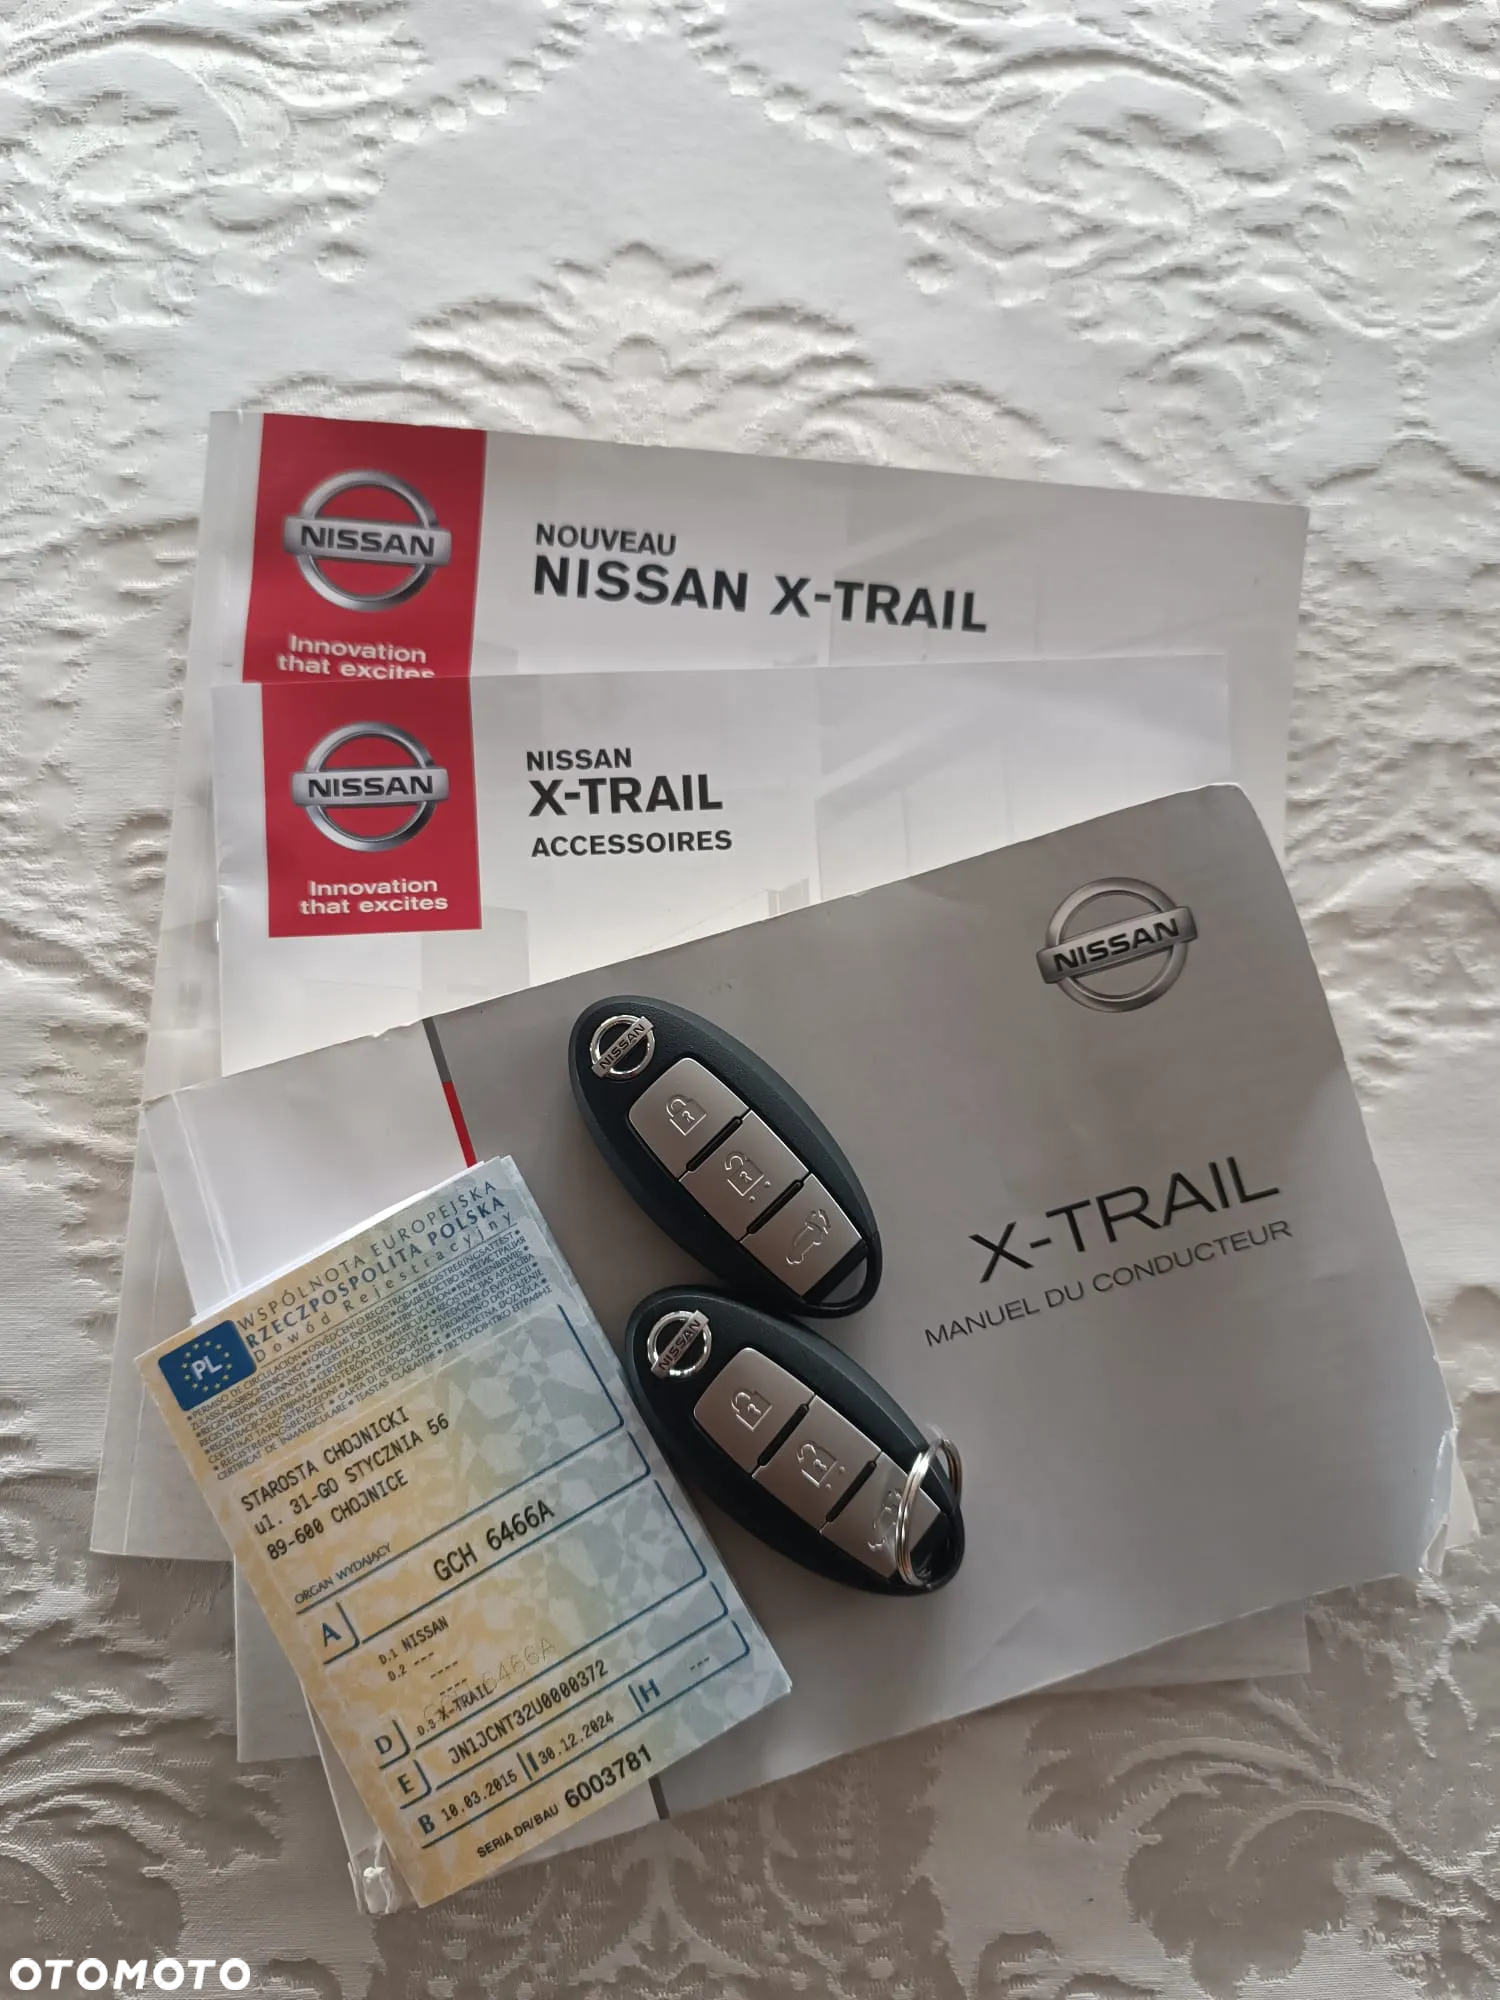 NISSAN
Innovation
that excites
NOUVEAU
NISSAN X-TRAIL
NISSAN
Innovation
that excites
NISSAN
X-TRAIL
ACCESSOIRES
NISSAN
X-TRAIL
MANUEL DU CONDUCTEUR
NISSAN
NISSAN
PL
WSPÓLNOTA EUROPEJSKA
RZECZPOSPOLITA POLSKA
Dowód Rejestracyjny
STAROSTA CHOJNICKI
ul. 31-GO STYCZNIA 56
89-600 CHOJNICE
ORGAN WYDAJĄCY
A GCH 6466A
D.1 NISSAN
D.2 ---
----
----
D D.3 X-TRAIL
E JN1JCNT32U0000372
B 10.03.2015 I 30.12.2024 H ---
SERIA DR/BAU 6003781
OTOMOTO